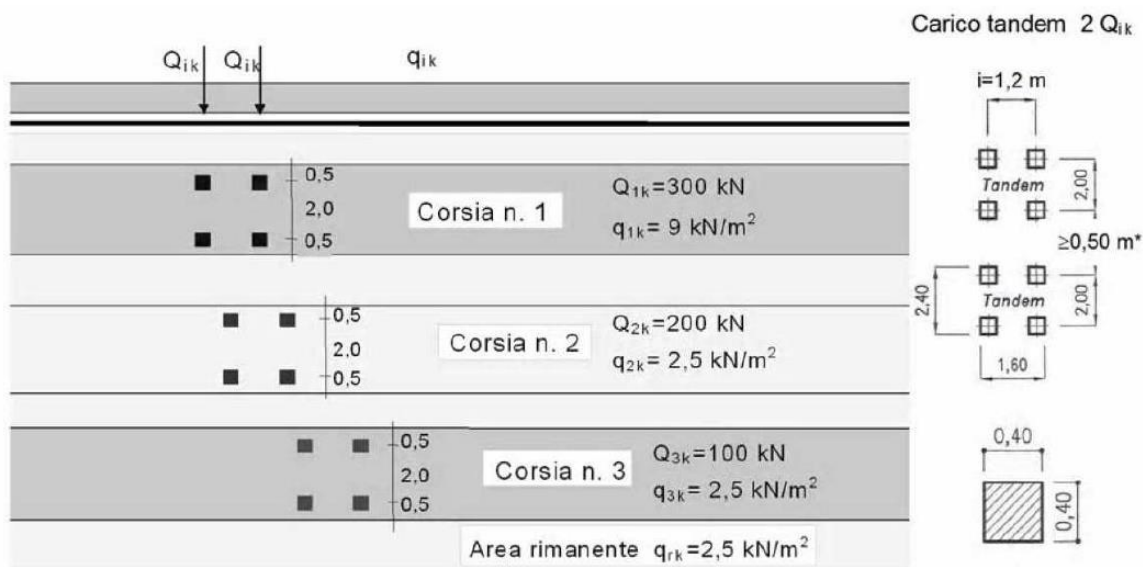 Carico tandem 2 Qik
Qik Qik qik
i=1,2 m
0,5
2,0
0,5
Corsia n. 1
Q1k=300 kN
q1k= 9 kN/m²
Tandem
2,00
≥0,50 m*
0,5
2.0
0,5
Corsia n. 2
Q2k=200 kN
q2k= 2,5 kN/m²
2,40
Tandem
2,00
1,60
0,5
2,0
0,5
Corsia n. 3
Q3k=100 kN
q3k= 2,5 kN/m²
0,40
0,40
Area rimanente qrk=2,5 kN/m²